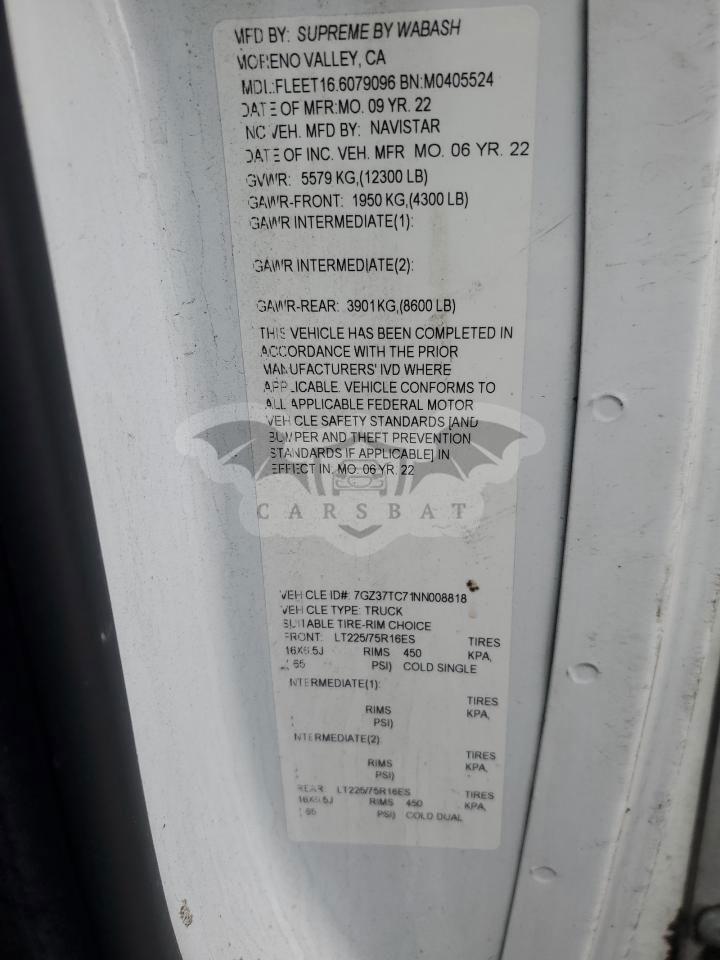 MFD BY: SUPREME BY WABASH
MORENO VALLEY, CA
MDL:FLEET16.6079096 BN:M0405524
DATE OF MFR:MO. 09 YR. 22
INC VEH. MFD BY: NAVISTAR
DATE OF INC. VEH. MFR MO. 06 YR. 22
GVWR: 5579 KG,(12300 LB)
GAWR-FRONT: 1950 KG,(4300 LB)
GAWR INTERMEDIATE(1):
GAWR INTERMEDIATE(2):
GAWR-REAR: 3901KG,(8600 LB)
THIS VEHICLE HAS BEEN COMPLETED IN
ACCORDANCE WITH THE PRIOR
MANUFACTURERS' IVD WHERE
APPLICABLE. VEHICLE CONFORMS TO
ALL APPLICABLE FEDERAL MOTOR
VEHICLE SAFETY STANDARDS [AND
BUMPER AND THEFT PREVENTION
STANDARDS IF APPLICABLE] IN
EFFECT IN: MO. 06 YR. 22
CARSBAT
VEHICLE ID#: 7GZ37TC71NN008818
VEHICLE TYPE: TRUCK
SUITABLE TIRE-RIM CHOICE
FRONT: LT225/75R16ES TIRES
16X6.5J RIMS 450 KPA,
( 65 PSI) COLD SINGLE
INTERMEDIATE(1): TIRES
RIMS KPA,
( PSI)
INTERMEDIATE(2) TIRES
RIMS KPA,
( PSI)
REAR: LT225/75R16ES TIRES
16X6.5J RIMS 450 KPA,
( 65 PSI) COLD DUAL